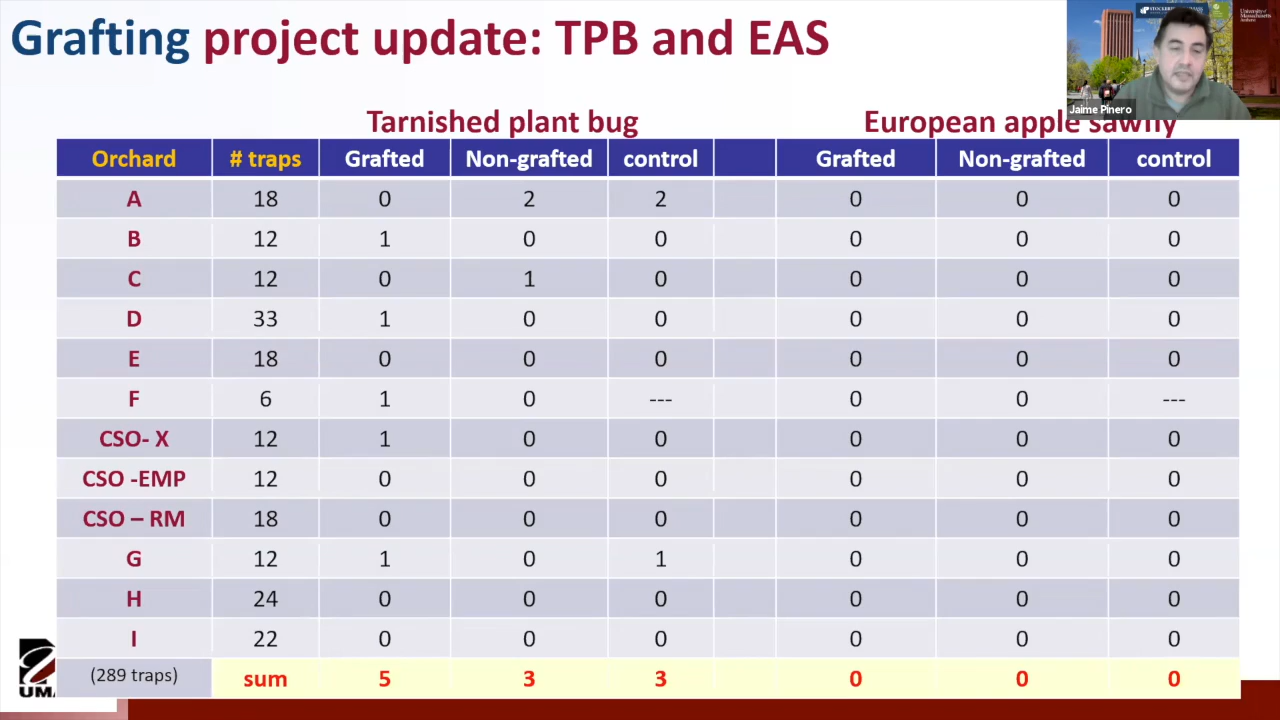 Grafting project update: TPB and EAS
STOCKBRIDGE
University of
Massachusetts
Amherst
Jaime Pinero
Tarnished plant bug European apple sawfly
Orchard # traps Grafted Non-grafted control Grafted Non-grafted control
A 18 0 2 2 0 0 0
B 12 1 0 0 0 0 0
C 12 0 1 0 0 0 0
D 33 1 0 0 0 0 0
E 18 0 0 0 0 0 0
F 6 1 0 --- 0 0 ---
CSO- X 12 1 0 0 0 0 0
CSO -EMP 12 0 0 0 0 0 0
CSO – RM 18 0 0 0 0 0 0
G 12 1 0 1 0 0 0
H 24 0 0 0 0 0 0
I 22 0 0 0 0 0 0
(289 traps) sum 5 3 3 0 0 0
UMA